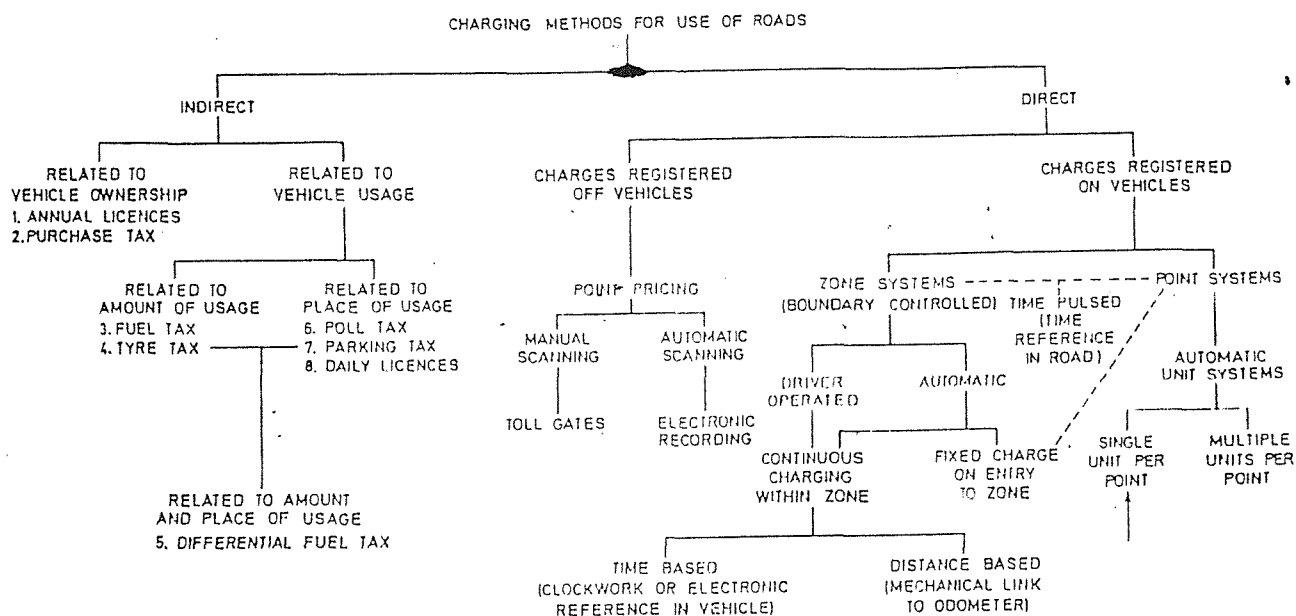 CHARGING METHODS FOR USE OF ROADS
INDIRECT
DIRECT
RELATED TO
VEHICLE OWNERSHIP
1. ANNUAL LICENCES
2. PURCHASE TAX
RELATED TO
VEHICLE USAGE
CHARGES REGISTERED
OFF VEHICLES
CHARGES REGISTERED
ON VEHICLES
RELATED TO
AMOUNT OF USAGE
3. FUEL TAX
4. TYRE TAX
RELATED TO
PLACE OF USAGE
6. POLL TAX
7. PARKING TAX
8. DAILY LICENCES
POINT PRICING
ZONE SYSTEMS
(BOUNDARY CONTROLLED)
TIME PULSED
(TIME
REFERENCE
IN ROAD)
POINT SYSTEMS
MANUAL
SCANNING
AUTOMATIC
SCANNING
DRIVER
OPERATED
AUTOMATIC
AUTOMATIC
UNIT SYSTEMS
TOLL GATES
ELECTRONIC
RECORDING
CONTINUOUS
CHARGING
WITHIN ZONE
FIXED CHARGE
ON ENTRY
TO ZONE
SINGLE
UNIT PER
POINT
MULTIPLE
UNITS PER
POINT
RELATED TO AMOUNT
AND PLACE OF USAGE
5. DIFFERENTIAL FUEL TAX
TIME BASED
(CLOCKWORK OR ELECTRONIC
REFERENCE IN VEHICLE)
DISTANCE BASED
(MECHANICAL LINK
TO ODOMETER)